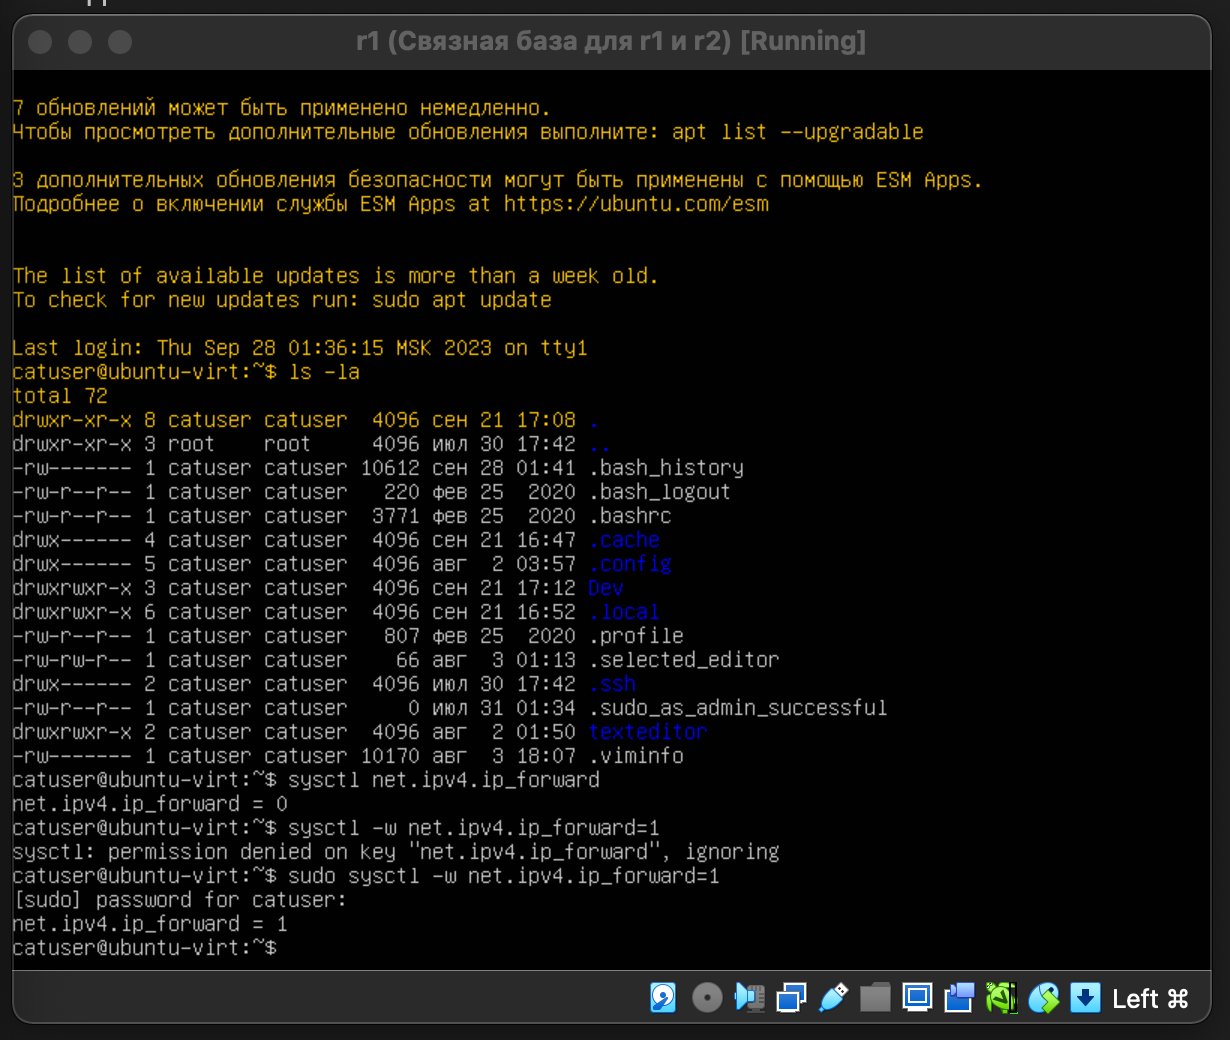 r1 (Связная база для r1 и r2) [Running]
7 обновлений может быть применено немедленно.
Чтобы просмотреть дополнительные обновления выполните: apt list --upgradable
3 дополнительных обновления безопасности могут быть применены с помощью ESM Apps.
Подробнее о включении службы ESM Apps at https://ubuntu.com/esm
The list of available updates is more than a week old.
To check for new updates run: sudo apt update
Last login: Thu Sep 28 01:36:15 MSK 2023 on tty1
catuser@ubuntu-virt:~$ ls -la
total 72
drwxr-xr-x 8 catuser catuser  4096 сен 21 17:08 .
drwxr-xr-x 3 root    root     4096 июл 30 17:42 ..
-rw------- 1 catuser catuser 10612 сен 28 01:41 .bash_history
-rw-r--r-- 1 catuser catuser   220 фев 25  2020 .bash_logout
-rw-r--r-- 1 catuser catuser  3771 фев 25  2020 .bashrc
drwx------ 4 catuser catuser  4096 сен 21 16:47 .cache
drwx------ 5 catuser catuser  4096 авг  2 03:57 .config
drwxrwxr-x 3 catuser catuser  4096 сен 21 17:12 Dev
drwxrwxr-x 6 catuser catuser  4096 сен 21 16:52 .local
-rw-r--r-- 1 catuser catuser   807 фев 25  2020 .profile
-rw-rw-r-- 1 catuser catuser    66 авг  3 01:13 .selected_editor
drwx------ 2 catuser catuser  4096 июл 30 17:42 .ssh
-rw-r--r-- 1 catuser catuser     0 июл 31 01:34 .sudo_as_admin_successful
drwxrwxr-x 2 catuser catuser  4096 авг  2 01:50 texteditor
-rw------- 1 catuser catuser 10170 авг  3 18:07 .viminfo
catuser@ubuntu-virt:~$ sysctl net.ipv4.ip_forward
net.ipv4.ip_forward = 0
catuser@ubuntu-virt:~$ sysctl -w net.ipv4.ip_forward=1
sysctl: permission denied on key "net.ipv4.ip_forward", ignoring
catuser@ubuntu-virt:~$ sudo sysctl -w net.ipv4.ip_forward=1
[sudo] password for catuser:
net.ipv4.ip_forward = 1
catuser@ubuntu-virt:~$
Left ⌘